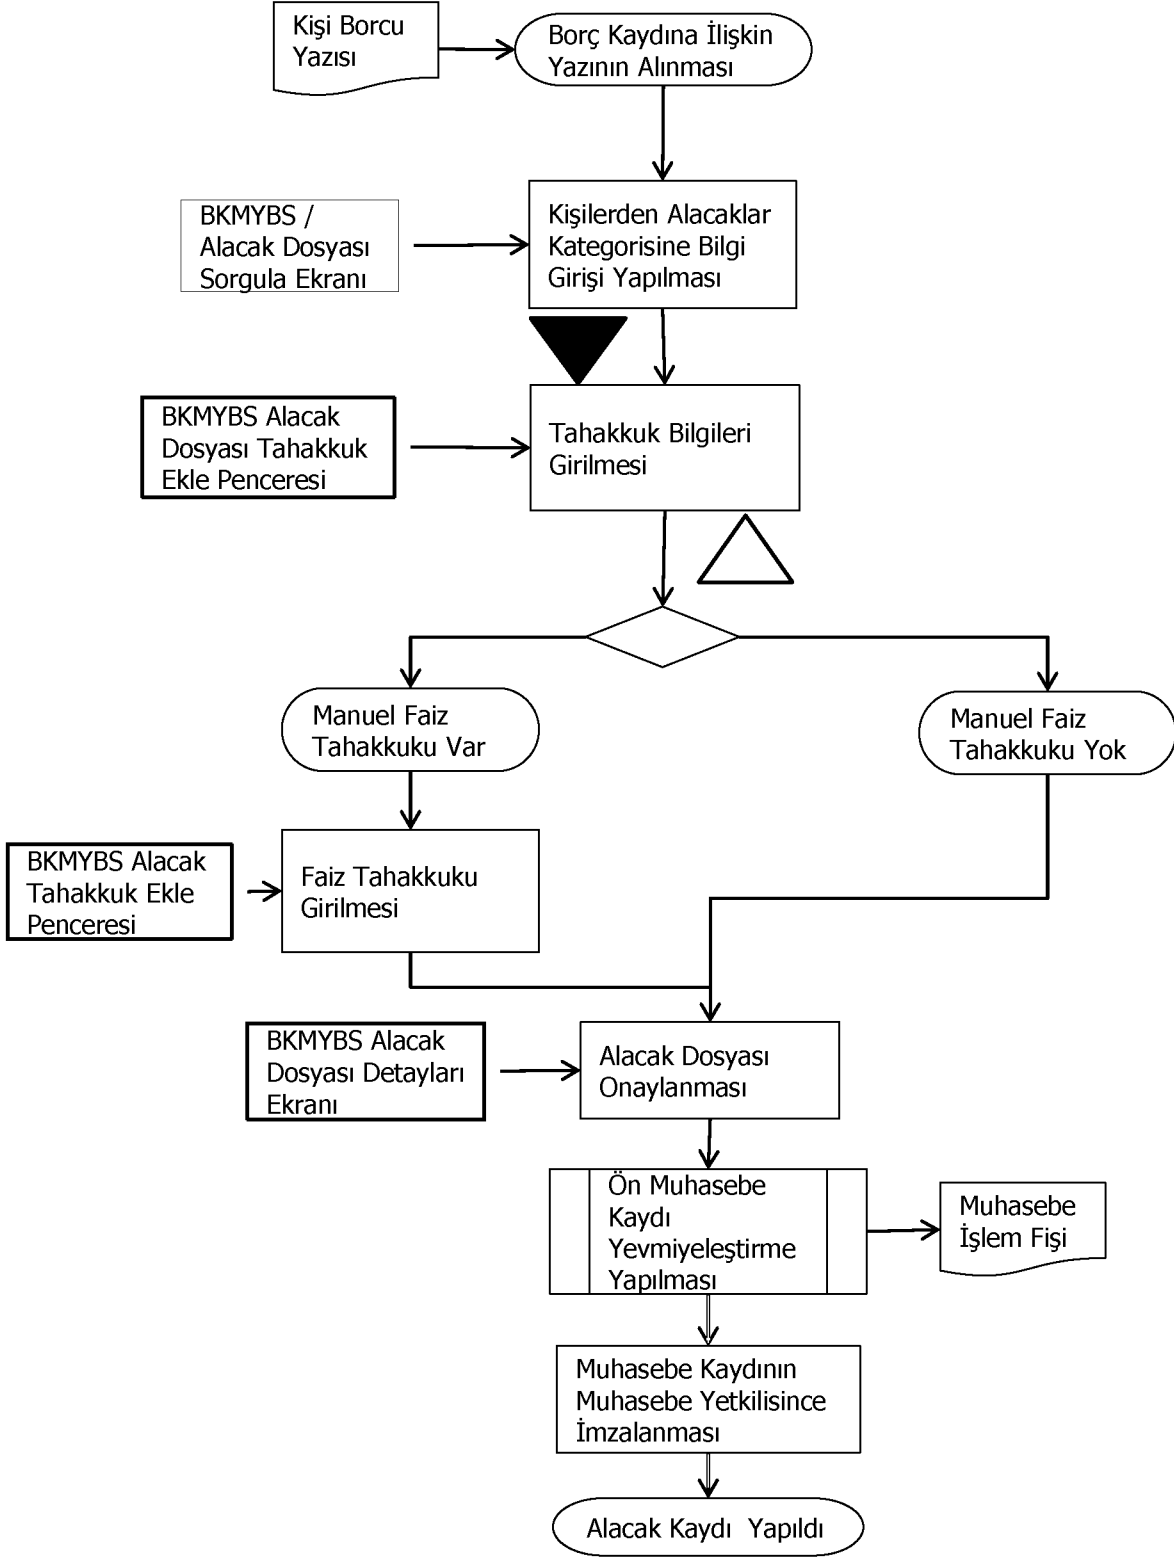 Kişi Borcu
Yazısı
Borç Kaydına İlişkin
Yazının Alınması
BKMYBS /
Alacak Dosyası
Sorgula Ekranı
Kişilerden Alacaklar
Kategorisine Bilgi
Girişi Yapılması
BKMYBS Alacak
Dosyası Tahakkuk
Ekle Penceresi
Tahakkuk Bilgileri
Girilmesi
Manuel Faiz
Tahakkuku Var
Manuel Faiz
Tahakkuku Yok
BKMYBS Alacak
Tahakkuk Ekle
Penceresi
Faiz Tahakkuku
Girilmesi
BKMYBS Alacak
Dosyası Detayları
Ekranı
Alacak Dosyası
Onaylanması
Ön Muhasebe
Kaydı
Yevmiyeleştirme
Yapılması
Muhasebe
İşlem Fişi
Muhasebe Kaydının
Muhasebe Yetkilisince
İmzalanması
Alacak Kaydı  Yapıldı